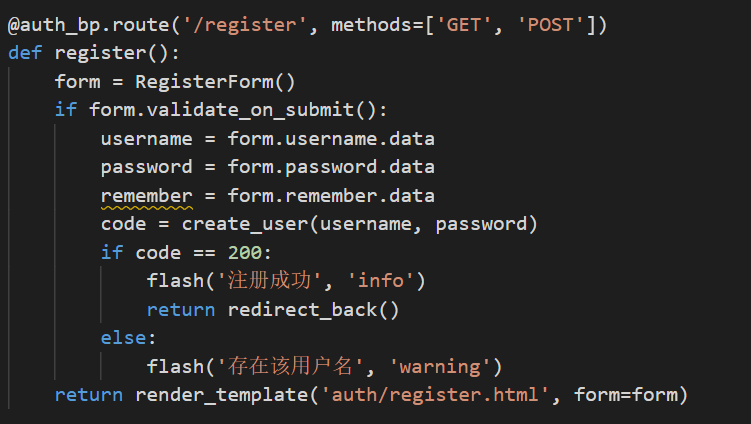 @auth_bp.route('/register', methods=['GET', 'POST'])
def register():
    form = RegisterForm()
    if form.validate_on_submit():
        username = form.username.data
        password = form.password.data
        remember = form.remember.data
        code = create_user(username, password)
        if code == 200:
            flash('注册成功', 'info')
            return redirect_back()
        else:
            flash('存在该用户名', 'warning')
    return render_template('auth/register.html', form=form)